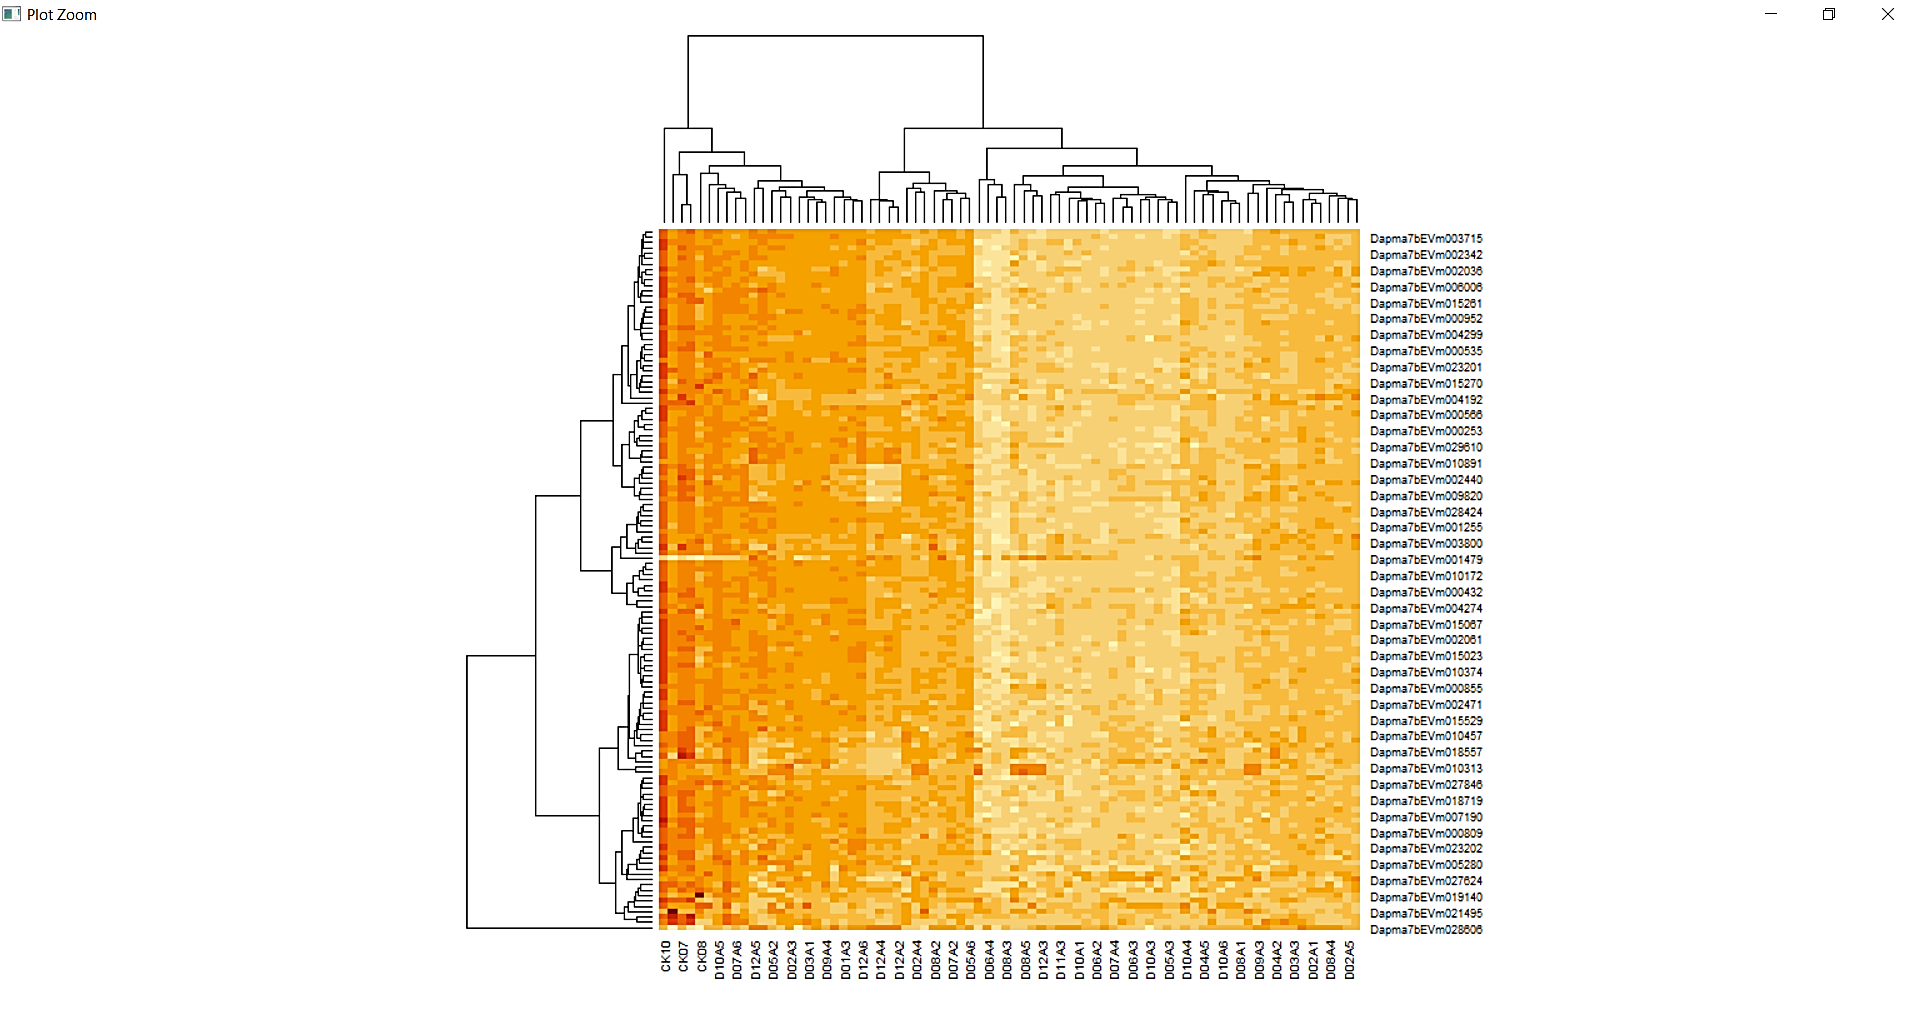 Plot Zoom
Dapma7bEVm003715
Dapma7bEVm002342
Dapma7bEVm002036
Dapma7bEVm006006
Dapma7bEVm015261
Dapma7bEVm000952
Dapma7bEVm004299
Dapma7bEVm000535
Dapma7bEVm023201
Dapma7bEVm015270
Dapma7bEVm004192
Dapma7bEVm000566
Dapma7bEVm000253
Dapma7bEVm029610
Dapma7bEVm010891
Dapma7bEVm002440
Dapma7bEVm009820
Dapma7bEVm028424
Dapma7bEVm001255
Dapma7bEVm003800
Dapma7bEVm001479
Dapma7bEVm010172
Dapma7bEVm000432
Dapma7bEVm004274
Dapma7bEVm015067
Dapma7bEVm002061
Dapma7bEVm015023
Dapma7bEVm010374
Dapma7bEVm000855
Dapma7bEVm002471
Dapma7bEVm015529
Dapma7bEVm010457
Dapma7bEVm018557
Dapma7bEVm010313
Dapma7bEVm027846
Dapma7bEVm018719
Dapma7bEVm007190
Dapma7bEVm000809
Dapma7bEVm023202
Dapma7bEVm005280
Dapma7bEVm027624
Dapma7bEVm019140
Dapma7bEVm021495
Dapma7bEVm028606
CK10
CK07
CK08
D10A5
D07A6
D12A5
D05A2
D02A3
D03A1
D09A4
D01A3
D12A6
D12A4
D12A2
D02A4
D08A2
D07A2
D05A6
D06A4
D08A3
D08A5
D12A3
D11A3
D10A1
D06A2
D07A4
D06A3
D10A3
D05A3
D10A4
D04A5
D10A6
D08A1
D09A3
D04A2
D03A3
D02A1
D08A4
D02A5